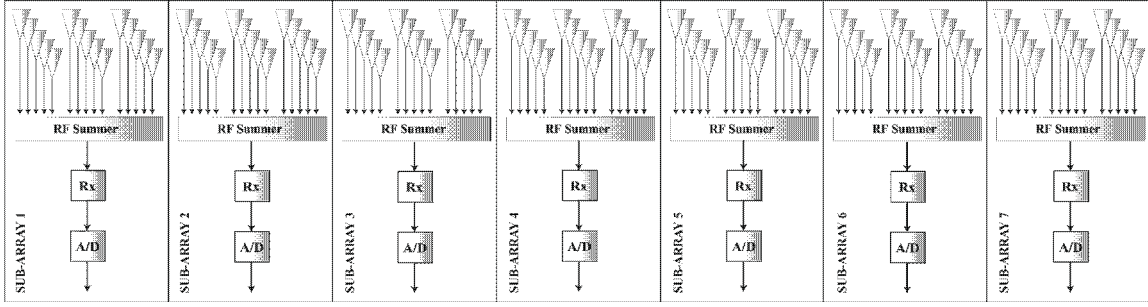 SUB-ARRAY 1
RF Summer
Rx
A/D
SUB-ARRAY 2
RF Summer
Rx
A/D
SUB-ARRAY 3
RF Summer
Rx
A/D
SUB-ARRAY 4
RF Summer
Rx
A/D
SUB-ARRAY 5
RF Summer
Rx
A/D
SUB-ARRAY 6
RF Summer
Rx
A/D
SUB-ARRAY 7
RF Summer
Rx
A/D